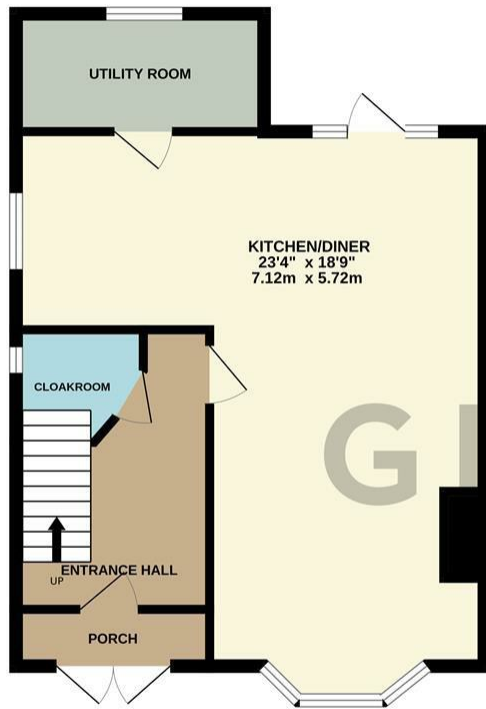 UTILITY ROOM
KITCHEN/DINER
23'4" x 18'9"
7.12m x 5.72m
CLOAKROOM
G
UP
ENTRANCE HALL
PORCH